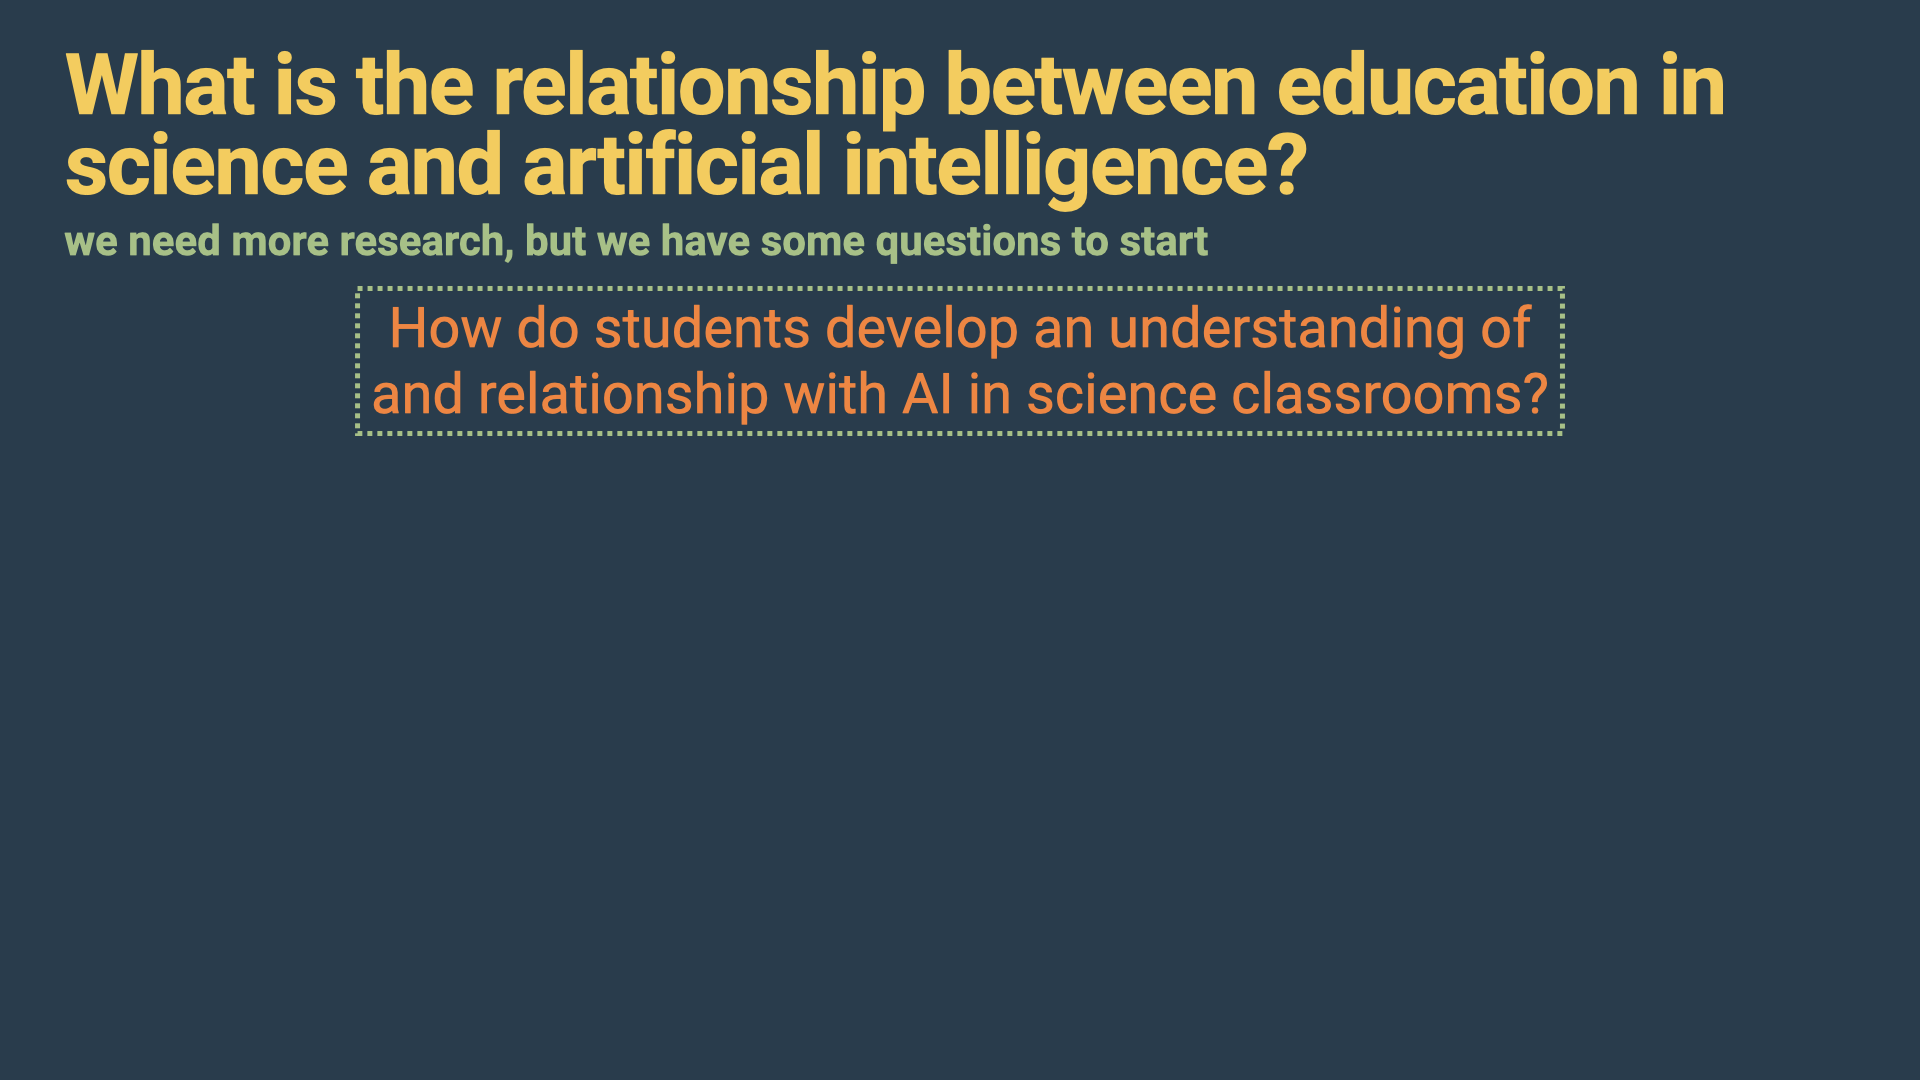 What is the relationship between education in
science and artificial intelligence?
we need more research, but we have some questions to start
How do students develop an understanding of
and relationship with AI in science classrooms?